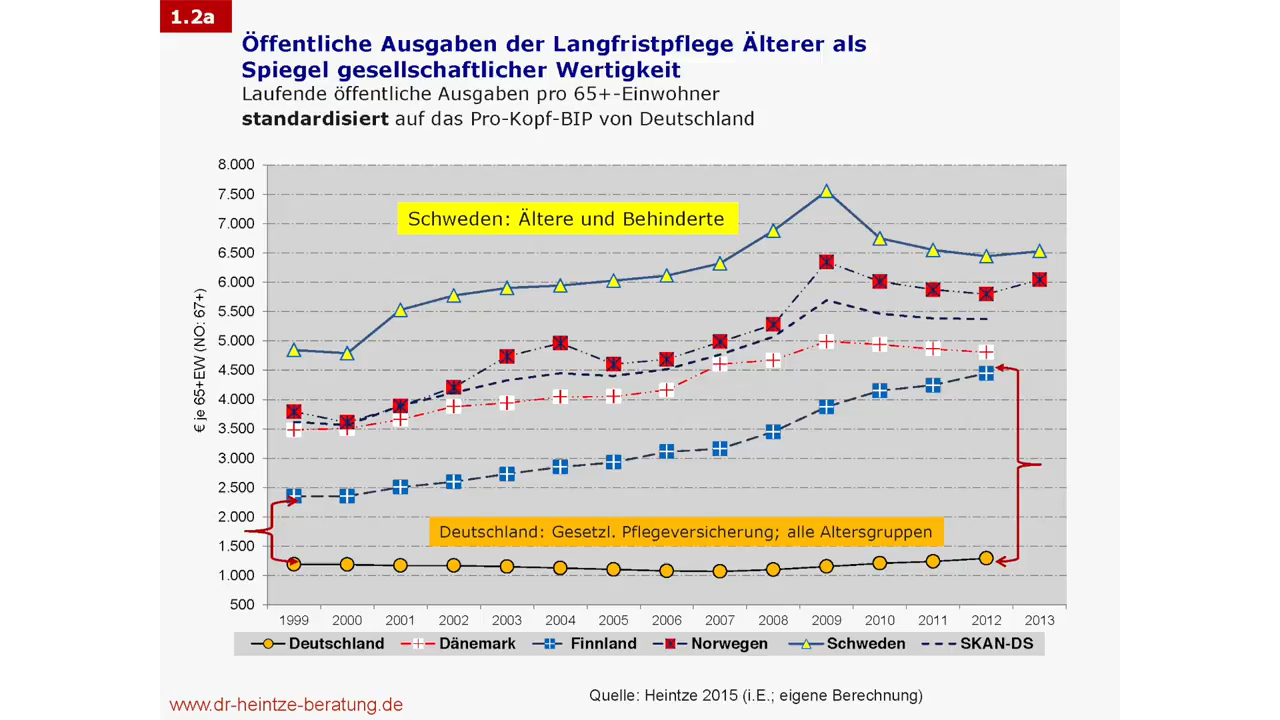 1.2a
Öffentliche Ausgaben der Langfristpflege Älterer als
Spiegel gesellschaftlicher Wertigkeit
Laufende öffentliche Ausgaben pro 65+-Einwohner
standardisiert auf das Pro-Kopf-BIP von Deutschland
8.000
7.500
7.000
6.500
6.000
5.500
5.000
4.500
4.000
3.500
3.000
2.500
2.000
1.500
1.000
500
€ je 65+EW (NO: 67+)
Schweden: Ältere und Behinderte
Deutschland: Gesetzl. Pflegeversicherung; alle Altersgruppen
1999 2000 2001 2002 2003 2004 2005 2006 2007 2008 2009 2010 2011 2012 2013
Deutschland Dänemark Finnland Norwegen Schweden SKAN-DS
Quelle: Heintze 2015 (i.E.; eigene Berechnung)
www.dr-heintze-beratung.de